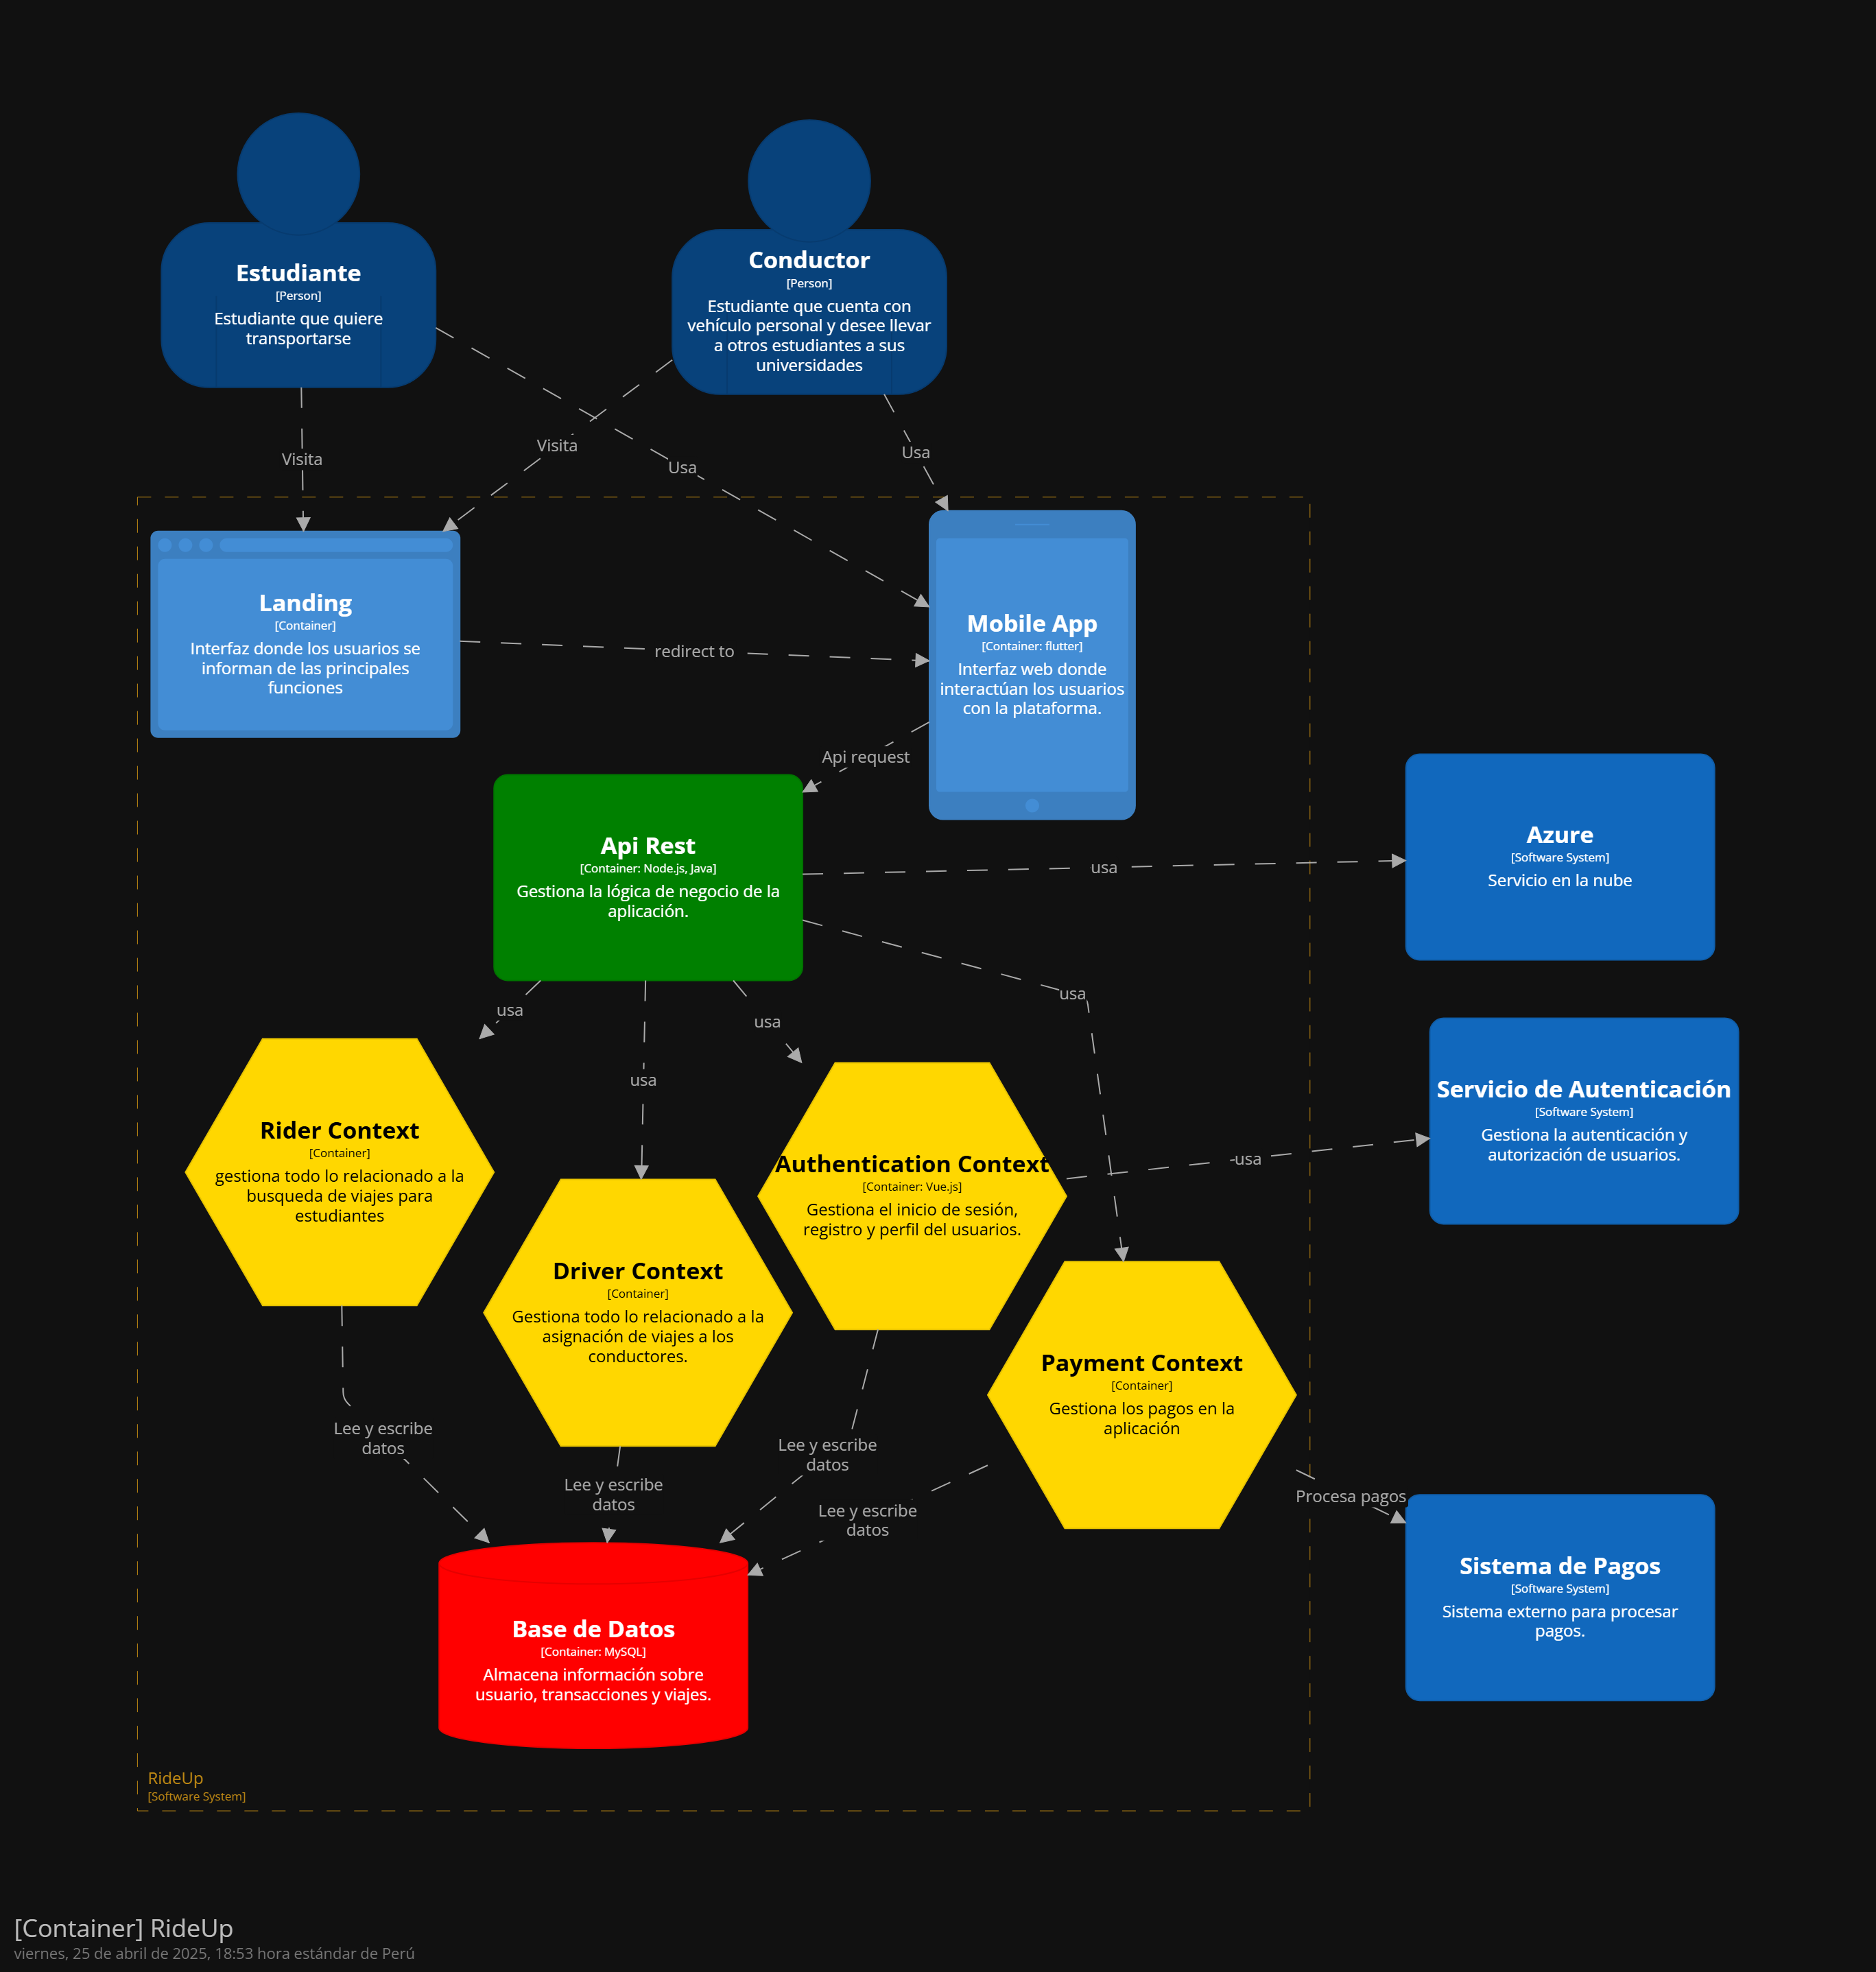 Estudiante
[Person]
Estudiante que quiere
transportarse
Conductor
[Person]
Estudiante que cuenta con
vehículo personal y desee llevar
a otros estudiantes a sus
universidades
Visita
Visita
Usa
Usa
Landing
[Container]
Interfaz donde los usuarios se
informan de las principales
funciones
redirect to
Mobile App
[Container: flutter]
Interfaz web donde
interactúan los usuarios
con la plataforma.
Api request
Api Rest
[Container: Node.js, Java]
Gestiona la lógica de negocio de la
aplicación.
usa
Azure
[Software System]
Servicio en la nube
usa
usa
usa
usa
Rider Context
[Container]
gestiona todo lo relacionado a la
busqueda de viajes para
estudiantes
Driver Context
[Container]
Gestiona todo lo relacionado a la
asignación de viajes a los
conductores.
Authentication Context
[Container: Vue.js]
Gestiona el inicio de sesión,
registro y perfil del usuarios.
usa
Servicio de Autenticación
[Software System]
Gestiona la autenticación y
autorización de usuarios.
Payment Context
[Container]
Gestiona los pagos en la
aplicación
Lee y escribe
datos
Lee y escribe
datos
Lee y escribe
datos
Lee y escribe
datos
Procesa pagos
Sistema de Pagos
[Software System]
Sistema externo para procesar
pagos.
Base de Datos
[Container: MySQL]
Almacena información sobre
usuario, transacciones y viajes.
RideUp
[Software System]
[Container] RideUp
viernes, 25 de abril de 2025, 18:53 hora estándar de Perú